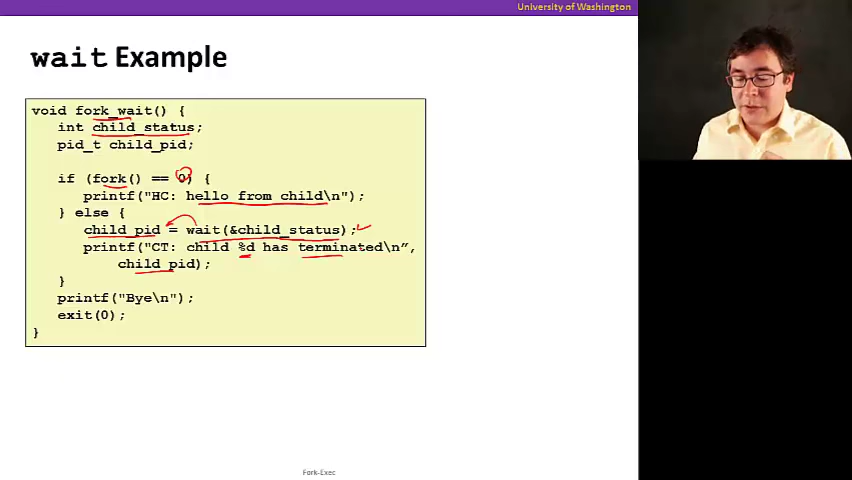 University of Washington
wait Example
void fork_wait() {
int child_status;
pid_t child_pid;
if (fork() == 0) {
printf("HC: hello from child\n");
} else {
child_pid = wait(&child_status);
printf("CT: child %d has terminated\n”,
child_pid);
}
printf("Bye\n");
exit(0);
}
Fork-Exec